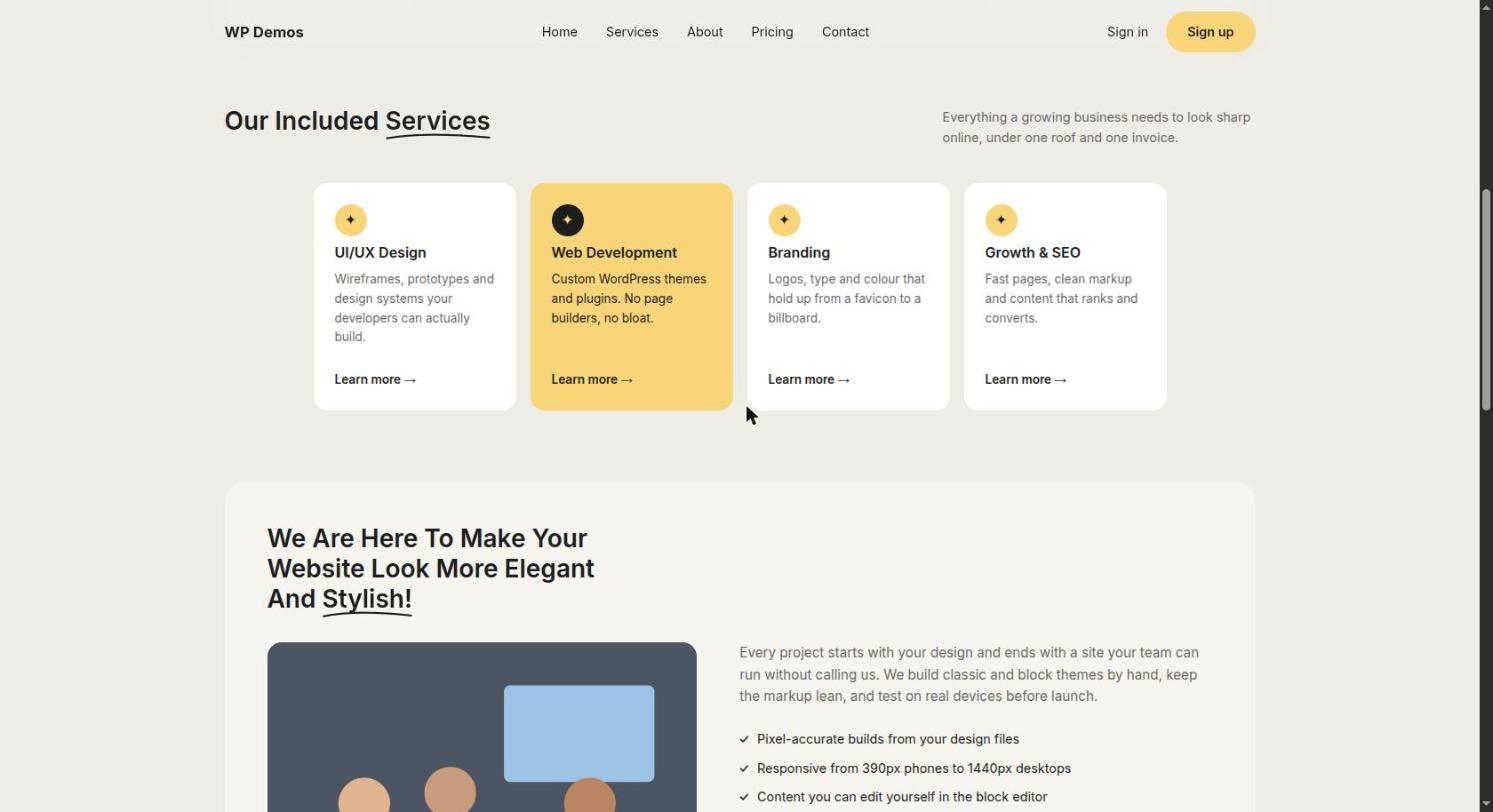 WP Demos
Home
Services
About
Pricing
Contact
Sign in
Sign up
Our Included Services
Everything a growing business needs to look sharp
online, under one roof and one invoice.
UI/UX Design
Wireframes, prototypes and
design systems your
developers can actually
build.
Learn more →
Web Development
Custom WordPress themes
and plugins. No page
builders, no bloat.
Learn more →
Branding
Logos, type and colour that
hold up from a favicon to a
billboard.
Learn more →
Growth & SEO
Fast pages, clean markup
and content that ranks and
converts.
Learn more →
We Are Here To Make Your
Website Look More Elegant
And Stylish!
Every project starts with your design and ends with a site your team can
run without calling us. We build classic and block themes by hand, keep
the markup lean, and test on real devices before launch.
Pixel-accurate builds from your design files
Responsive from 390px phones to 1440px desktops
Content you can edit yourself in the block editor